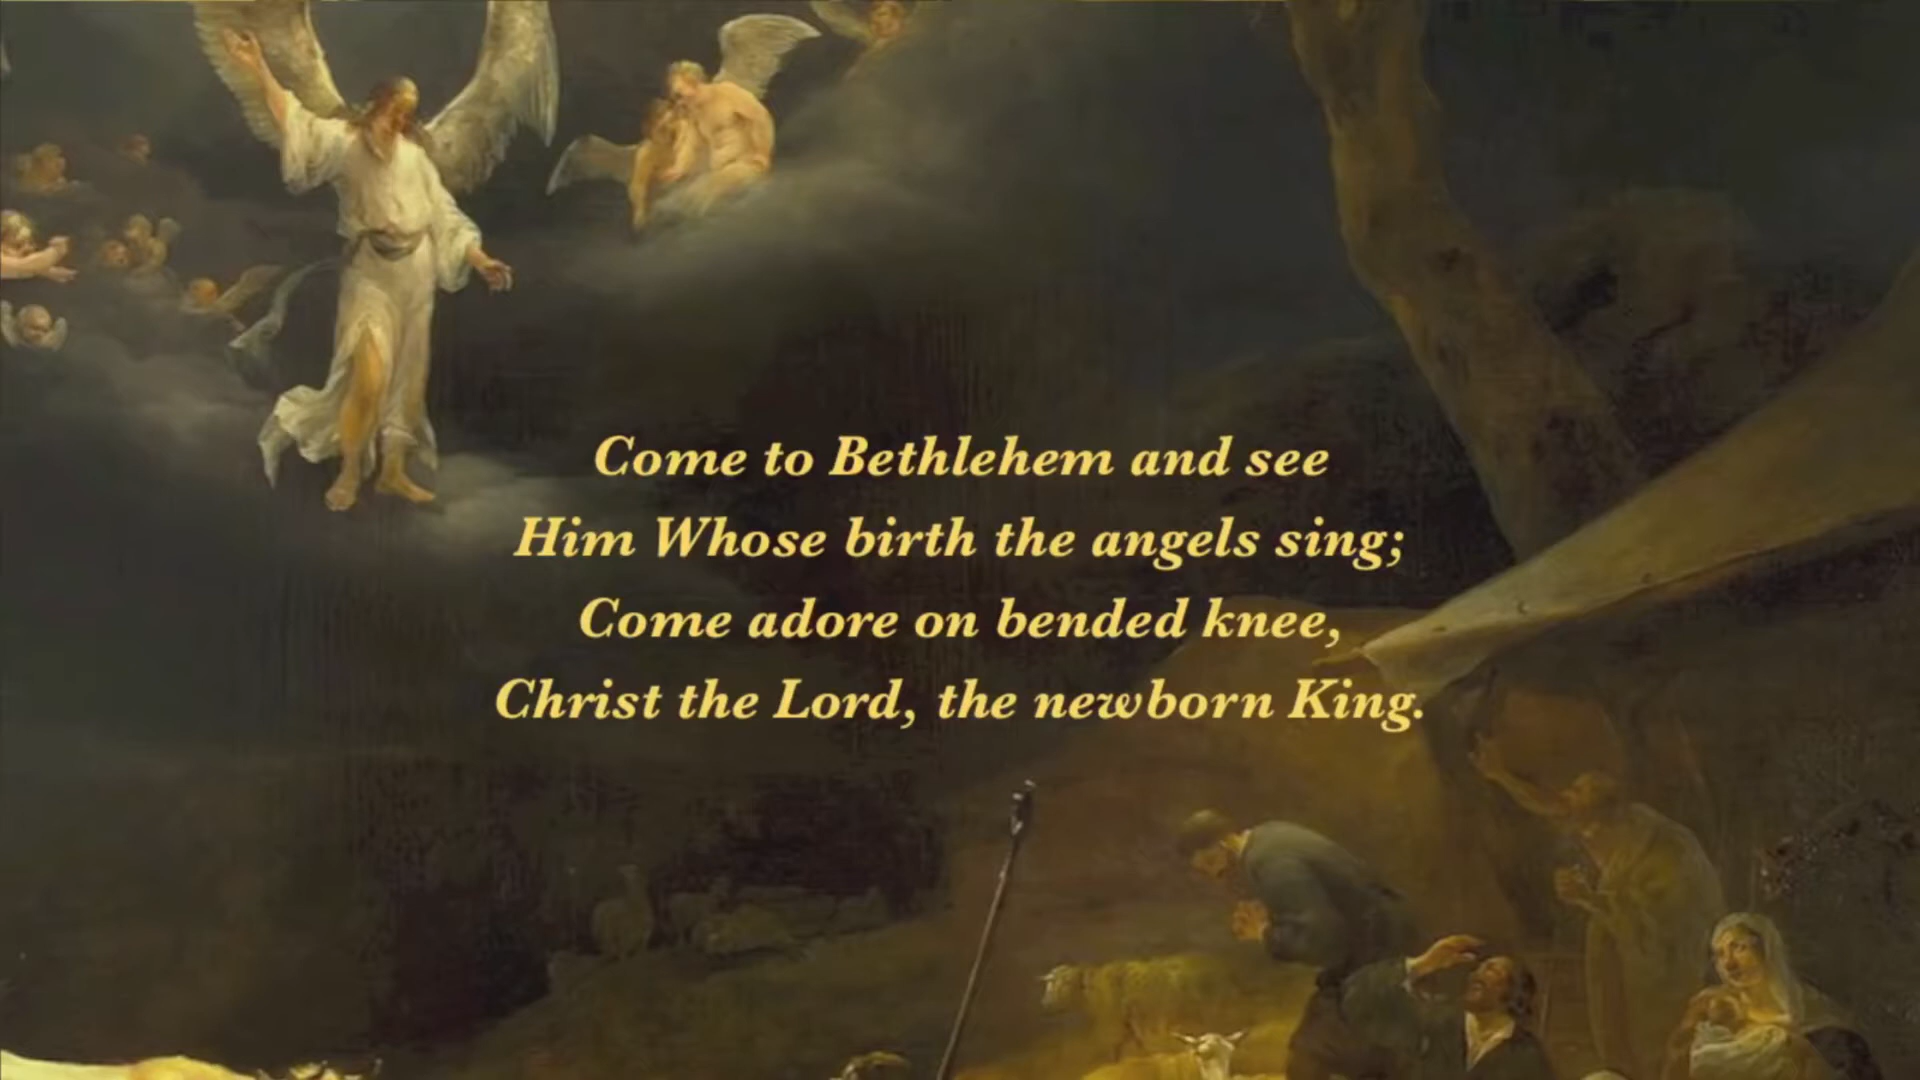 Come to Bethlehem and see
Him Whose birth the angels sing;
Come adore on bended knee,
Christ the Lord, the newborn King.